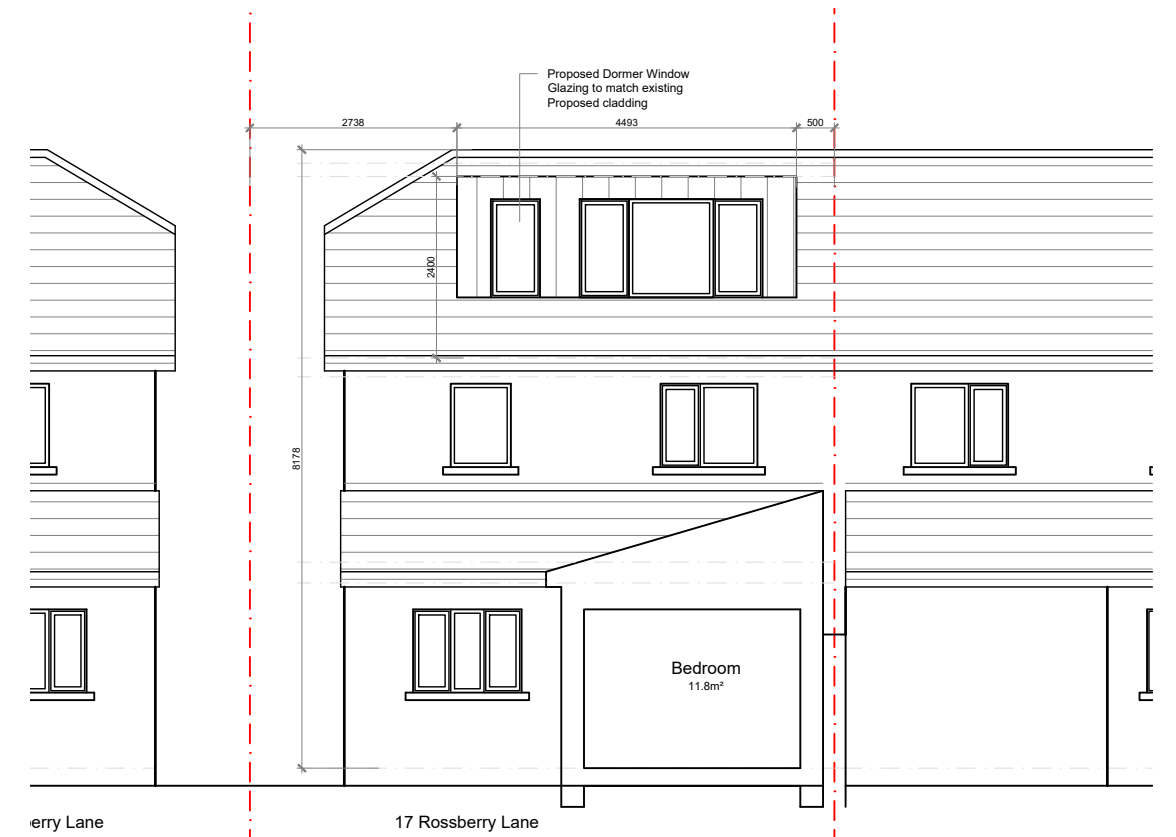 Proposed Dormer Window
Glazing to match existing
Proposed cladding
2738
4493
500
2400
8178
Bedroom
11.8m²
erry Lane
17 Rossberry Lane